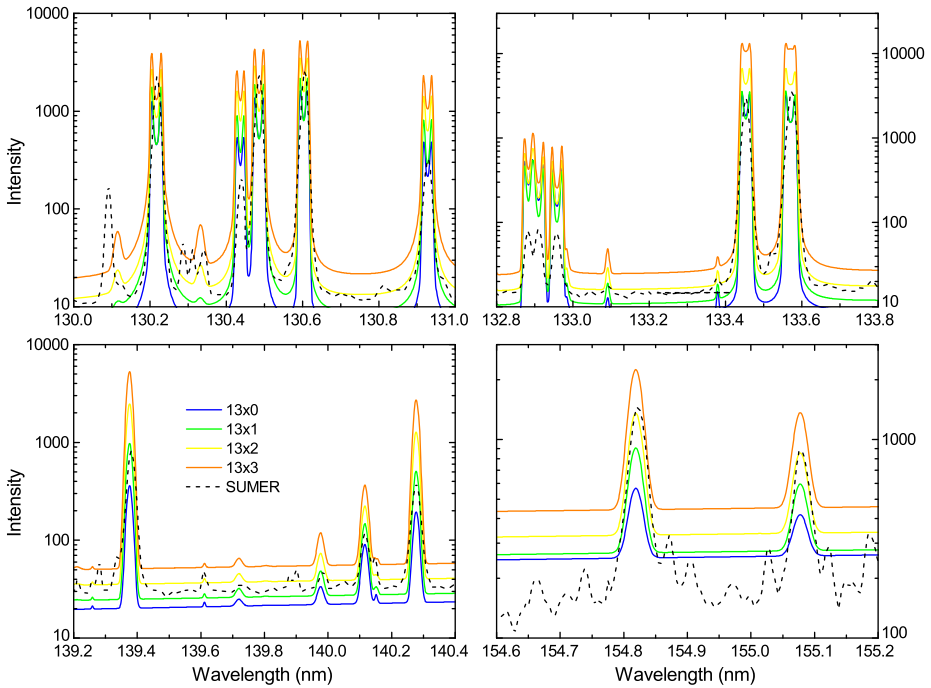 10000
1000
100
10
Intensity
130.0 130.2 130.4 130.6 130.8 131.0
10000
1000
100
10
132.8 133.0 133.2 133.4 133.6 133.8
10000
1000
100
10
Intensity
13x0
13x1
13x2
13x3
SUMER
139.2 139.4 139.6 139.8 140.0 140.2 140.4
Wavelength (nm)
1000
100
154.6 154.7 154.8 154.9 155.0 155.1 155.2
Wavelength (nm)